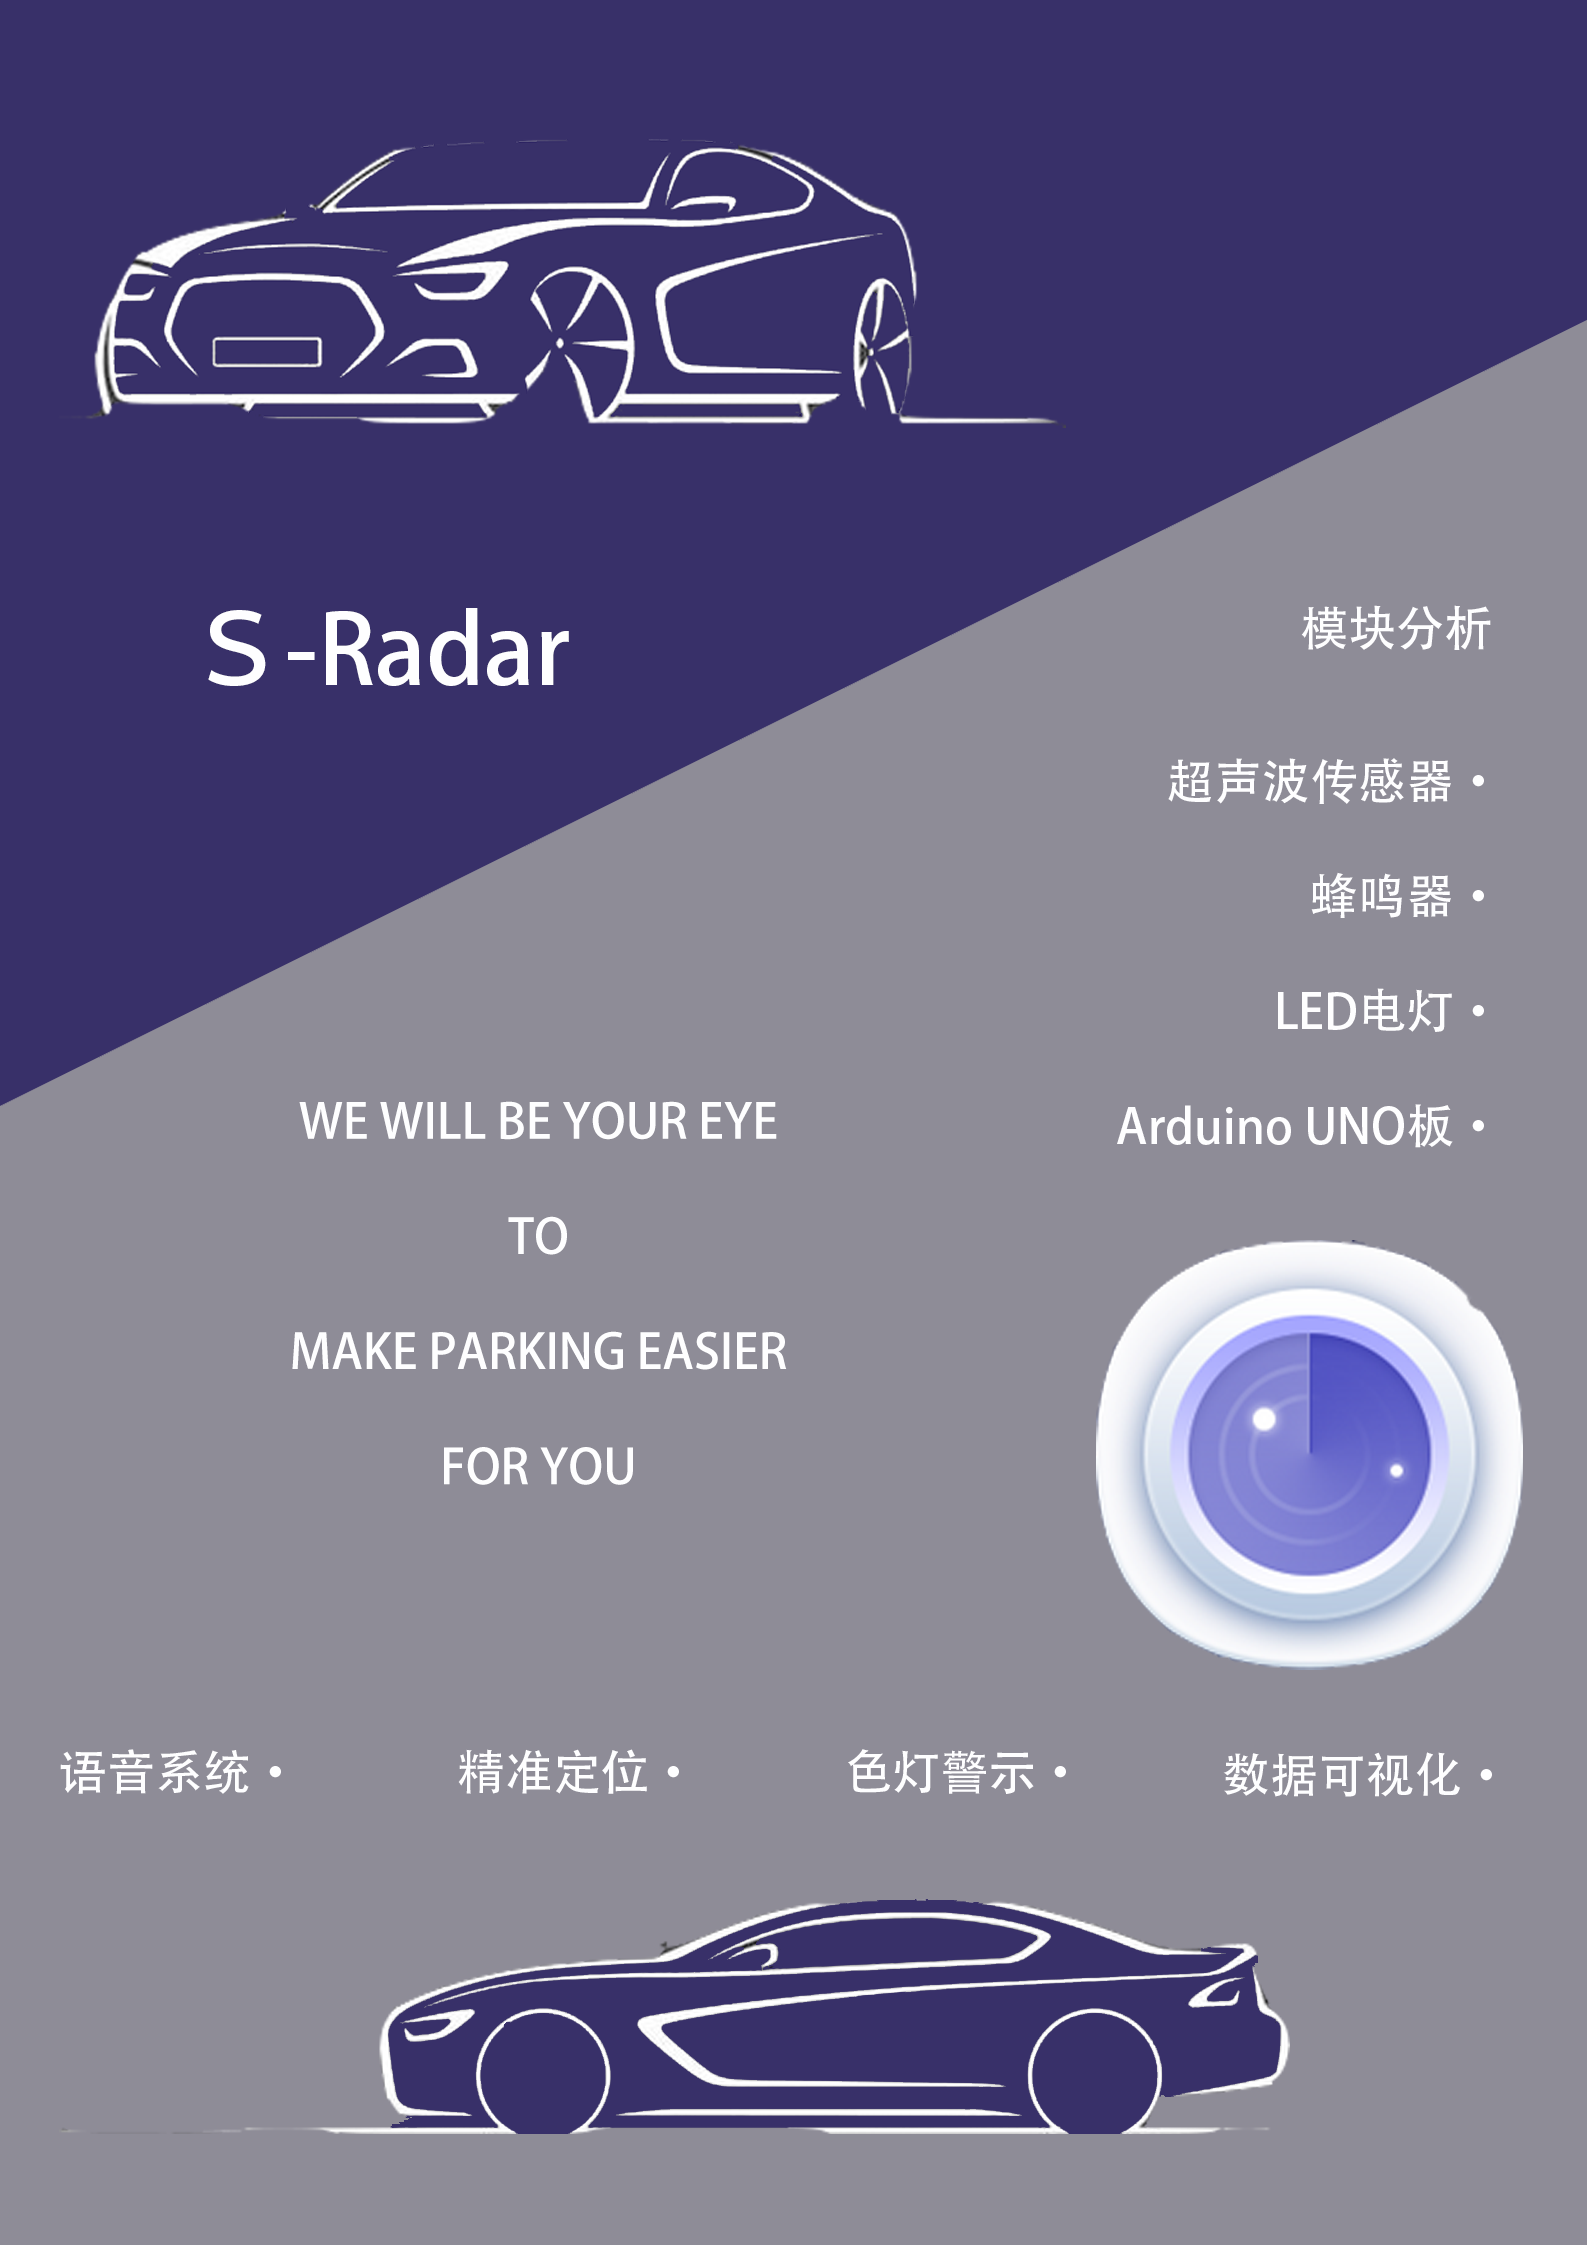 S-Radar
模块分析
超声波传感器•
蜂鸣器•
LED电灯•
Arduino UNO板•
WE WILL BE YOUR EYE
TO
MAKE PARKING EASIER
FOR YOU
语音系统•
精准定位•
色灯警示•
数据可视化•